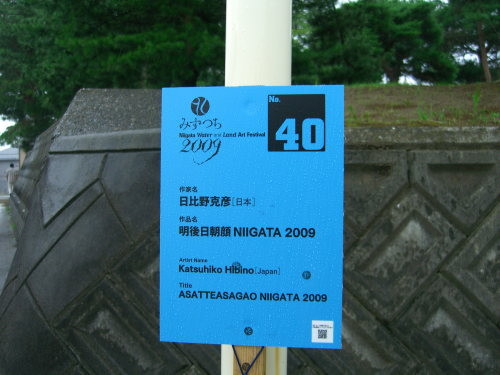 みずつち
Niigata Water and Land Art Festival
2009
No.
40
作家名
日比野克彦[日本]
作品名
明後日朝顔 NIIGATA 2009
Artist Name
Katsuhiko Hibino[Japan]
Title
ASATTEASAGAO NIIGATA 2009